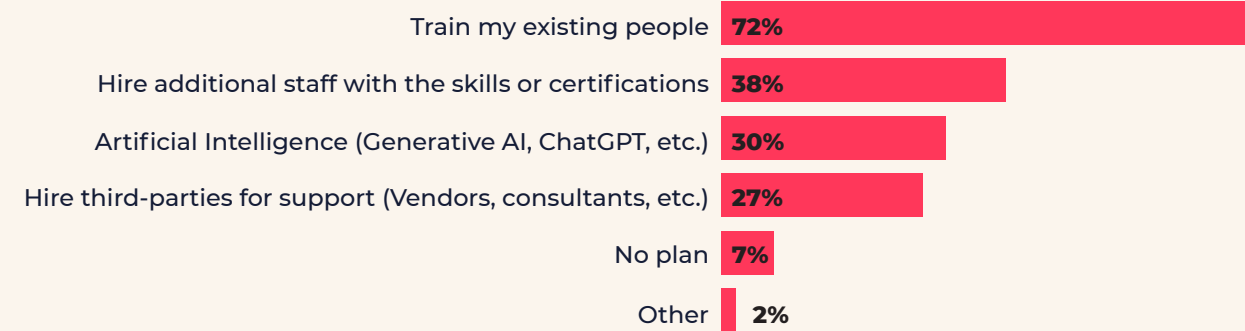 Train my existing people 72%
Hire additional staff with the skills or certifications 38%
Artificial Intelligence (Generative AI, ChatGPT, etc.) 30%
Hire third-parties for support (Vendors, consultants, etc.) 27%
No plan 7%
Other 2%